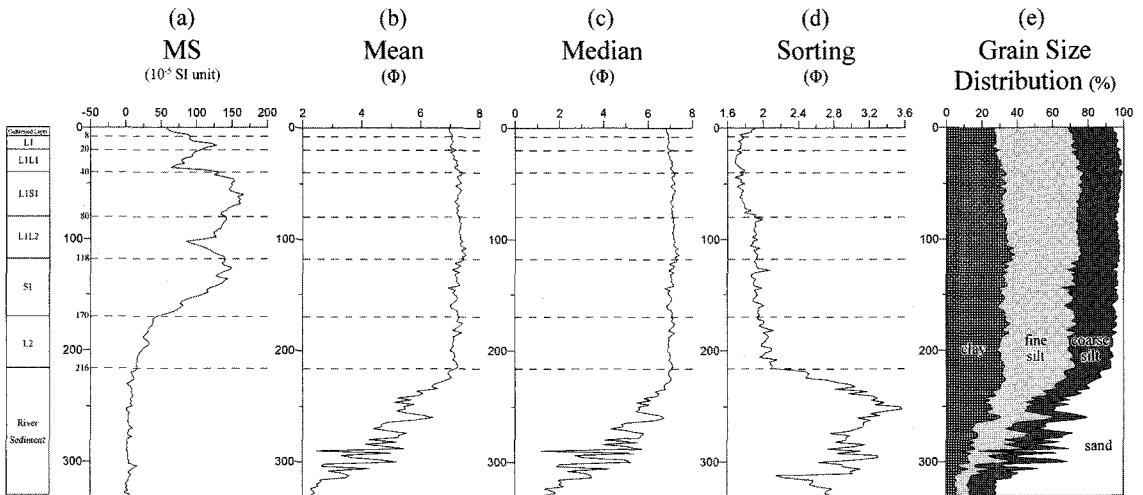 (a)
MS
(10⁻⁵ SI unit)
-50 0 50 100 150 200
(b)
Mean
(Φ)
2 4 6 8
(c)
Median
(Φ)
2 4 6 8
(d)
Sorting
(Φ)
1.6 2 2.4 2.8 3.2 3.6
(e)
Grain Size
Distribution (%)
0 20 40 60 80 100
L1
L1L1
L1S1
L1L2
S1
L2
River
Sediment
0
8
20
40
80
100
118
170
200
216
300
0
100
200
300
0
100
200
300
0
100
200
300
0
100
200
300
clay
fine
silt
coarse
silt
sand